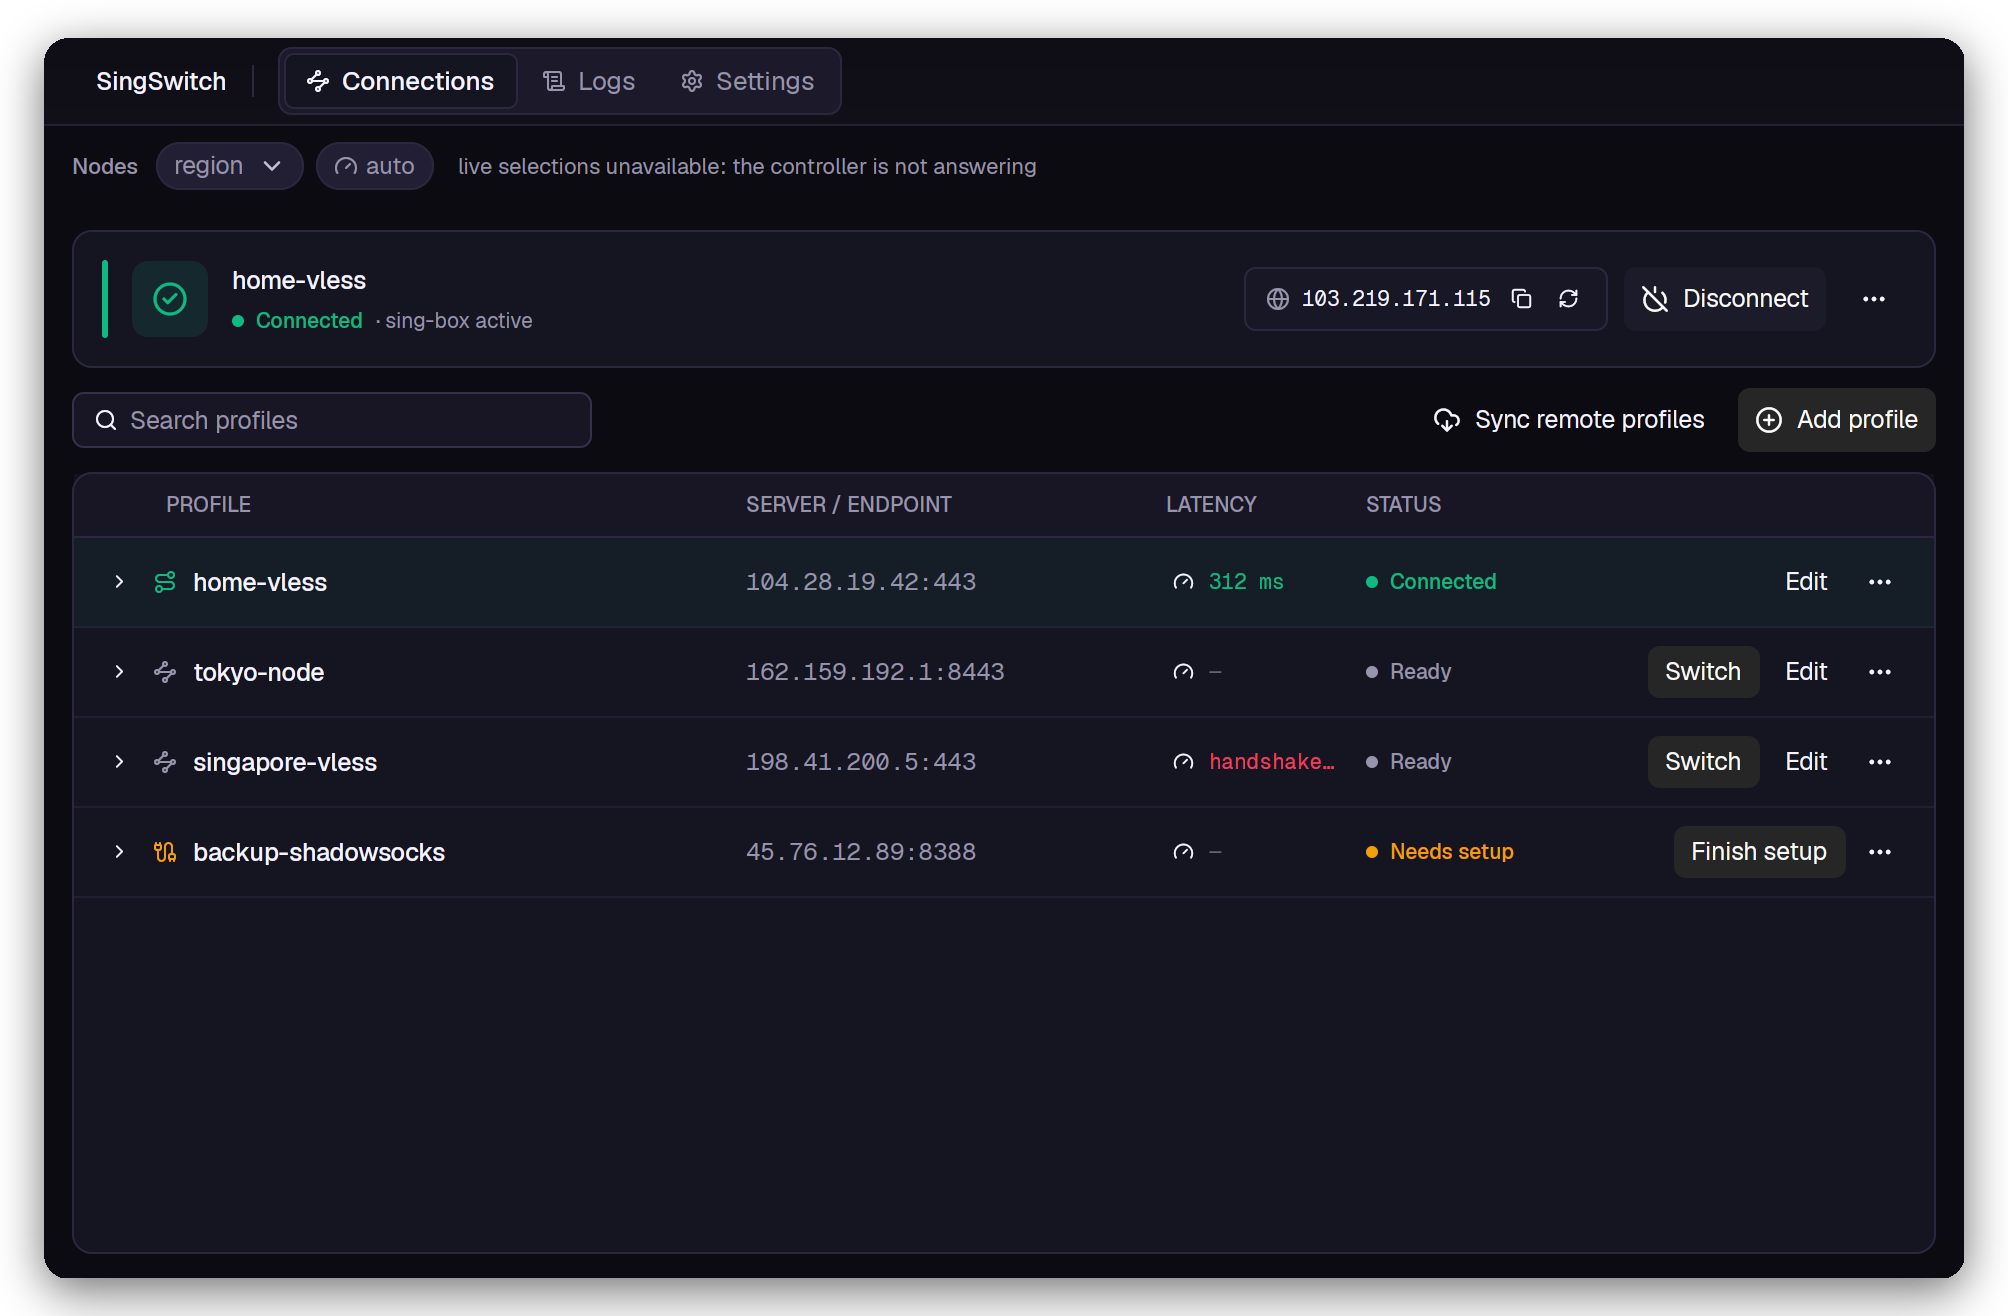 SingSwitch
Connections
Logs
Settings
Nodes
region
auto
live selections unavailable: the controller is not answering
home-vless
Connected · sing-box active
103.219.171.115
Disconnect
Search profiles
Sync remote profiles
Add profile
PROFILE SERVER / ENDPOINT LATENCY STATUS
home-vless 104.28.19.42:443 312 ms Connected Edit
tokyo-node 162.159.192.1:8443 – Ready Switch Edit
singapore-vless 198.41.200.5:443 handshake… Ready Switch Edit
backup-shadowsocks 45.76.12.89:8388 – Needs setup Finish setup